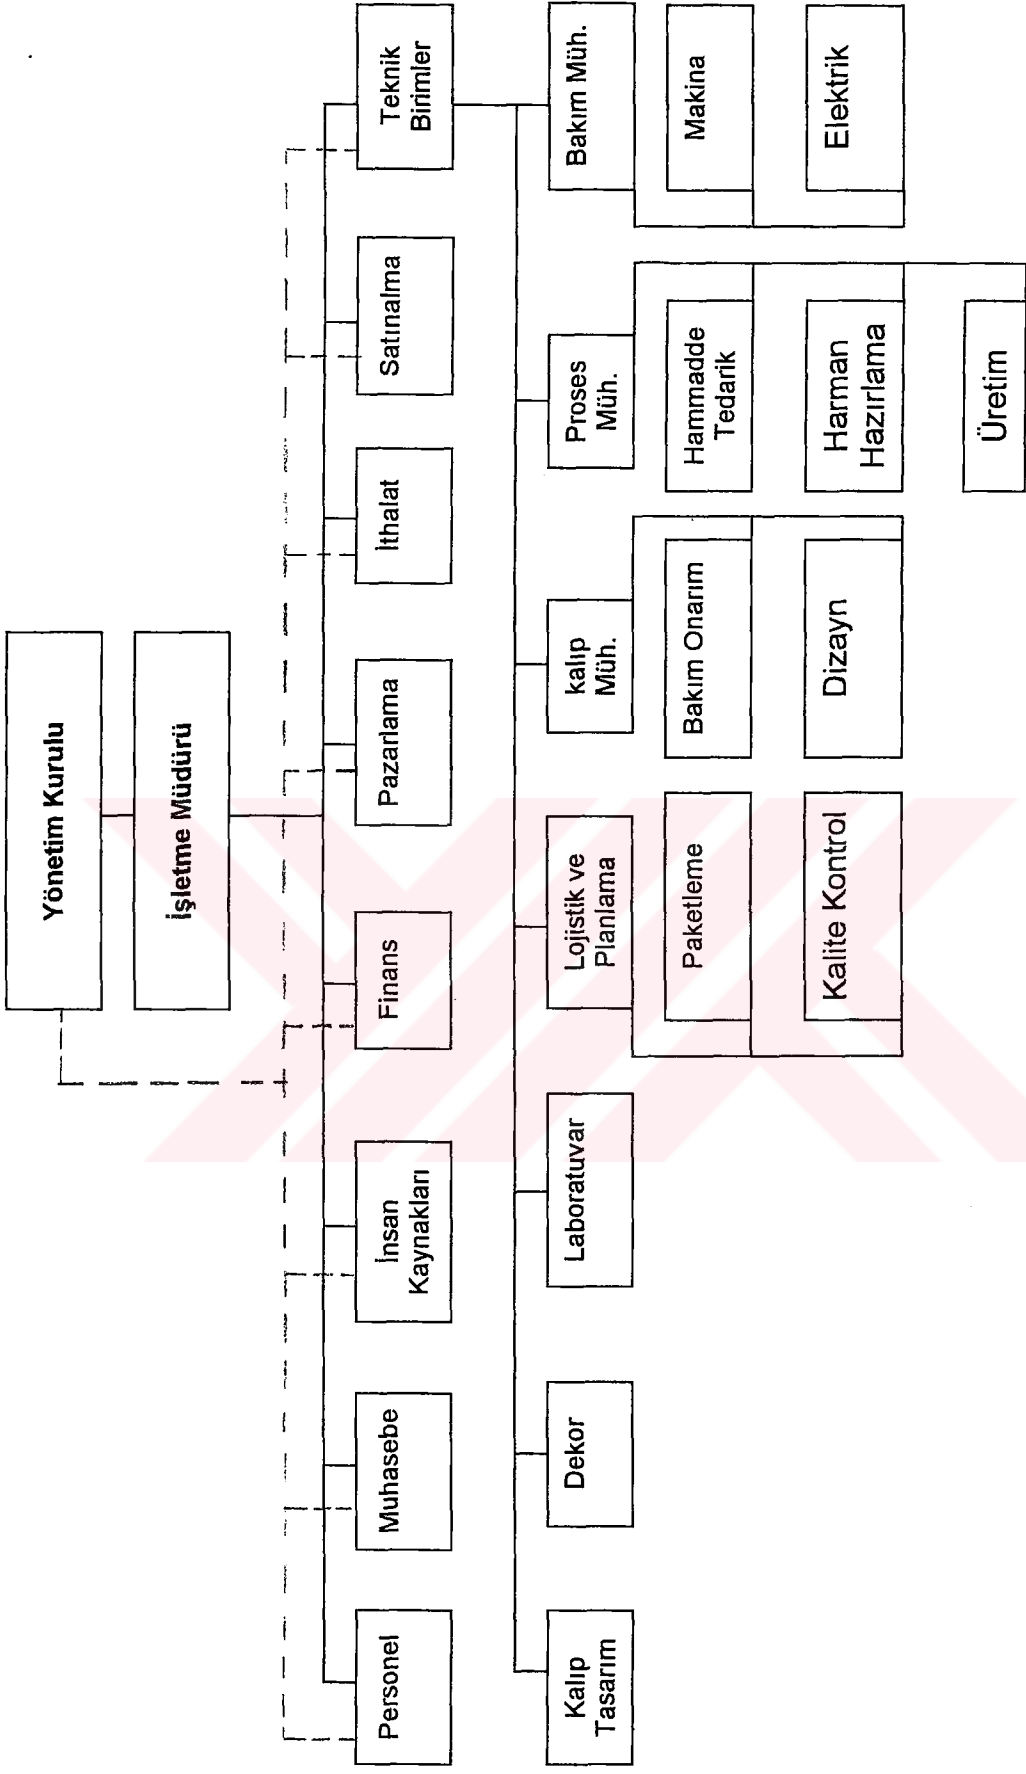 Yönetim Kurulu
İşletme Müdürü
Personel
Muhasebe
İnsan
Kaynakları
Finans
Pazarlama
İthalat
Satınalma
Teknik
Birimler
Kalıp
Tasarım
Dekor
Laboratuvar
Lojistik ve
Planlama
kalıp
Müh.
Proses
Müh.
Bakım Müh.
Paketleme
Bakım Onarım
Hammadde
Tedarik
Makina
Kalite Kontrol
Dizayn
Harman
Hazırlama
Elektrik
Üretim